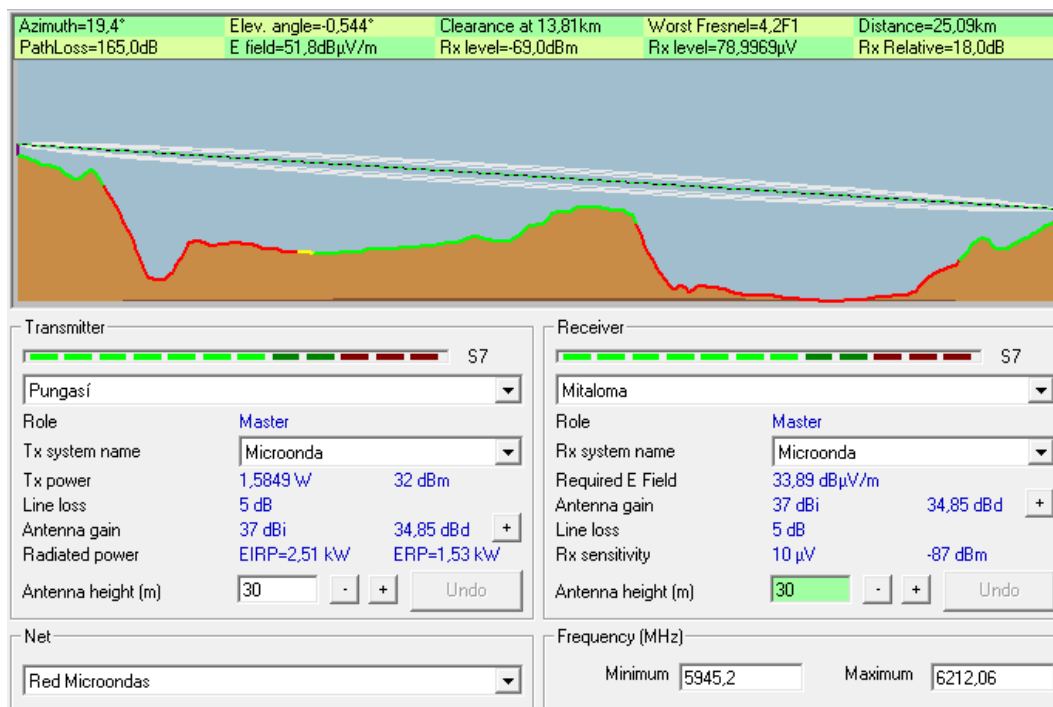 Azimuth=19,4° Elev. angle=-0,544° Clearance at 13,81km Worst Fresnel=4,2F1 Distance=25,09km
PathLoss=165,0dB E field=51,8dBµV/m Rx level=-69,0dBm Rx level=78,9969µV Rx Relative=18,0dB
Transmitter
S7
Pungasí
Role Master
Tx system name Microonda
Tx power 1,5849 W 32 dBm
Line loss 5 dB
Antenna gain 37 dBi 34,85 dBd +
Radiated power EIRP=2,51 kW ERP=1,53 kW
Antenna height (m) 30 - + Undo
Net
Red Microondas
Receiver
S7
Mitaloma
Role Master
Rx system name Microonda
Required E Field 33,89 dBµV/m
Antenna gain 37 dBi 34,85 dBd +
Line loss 5 dB
Rx sensitivity 10 µV -87 dBm
Antenna height (m) 30 - + Undo
Frequency (MHz)
Minimum 5945,2 Maximum 6212,06